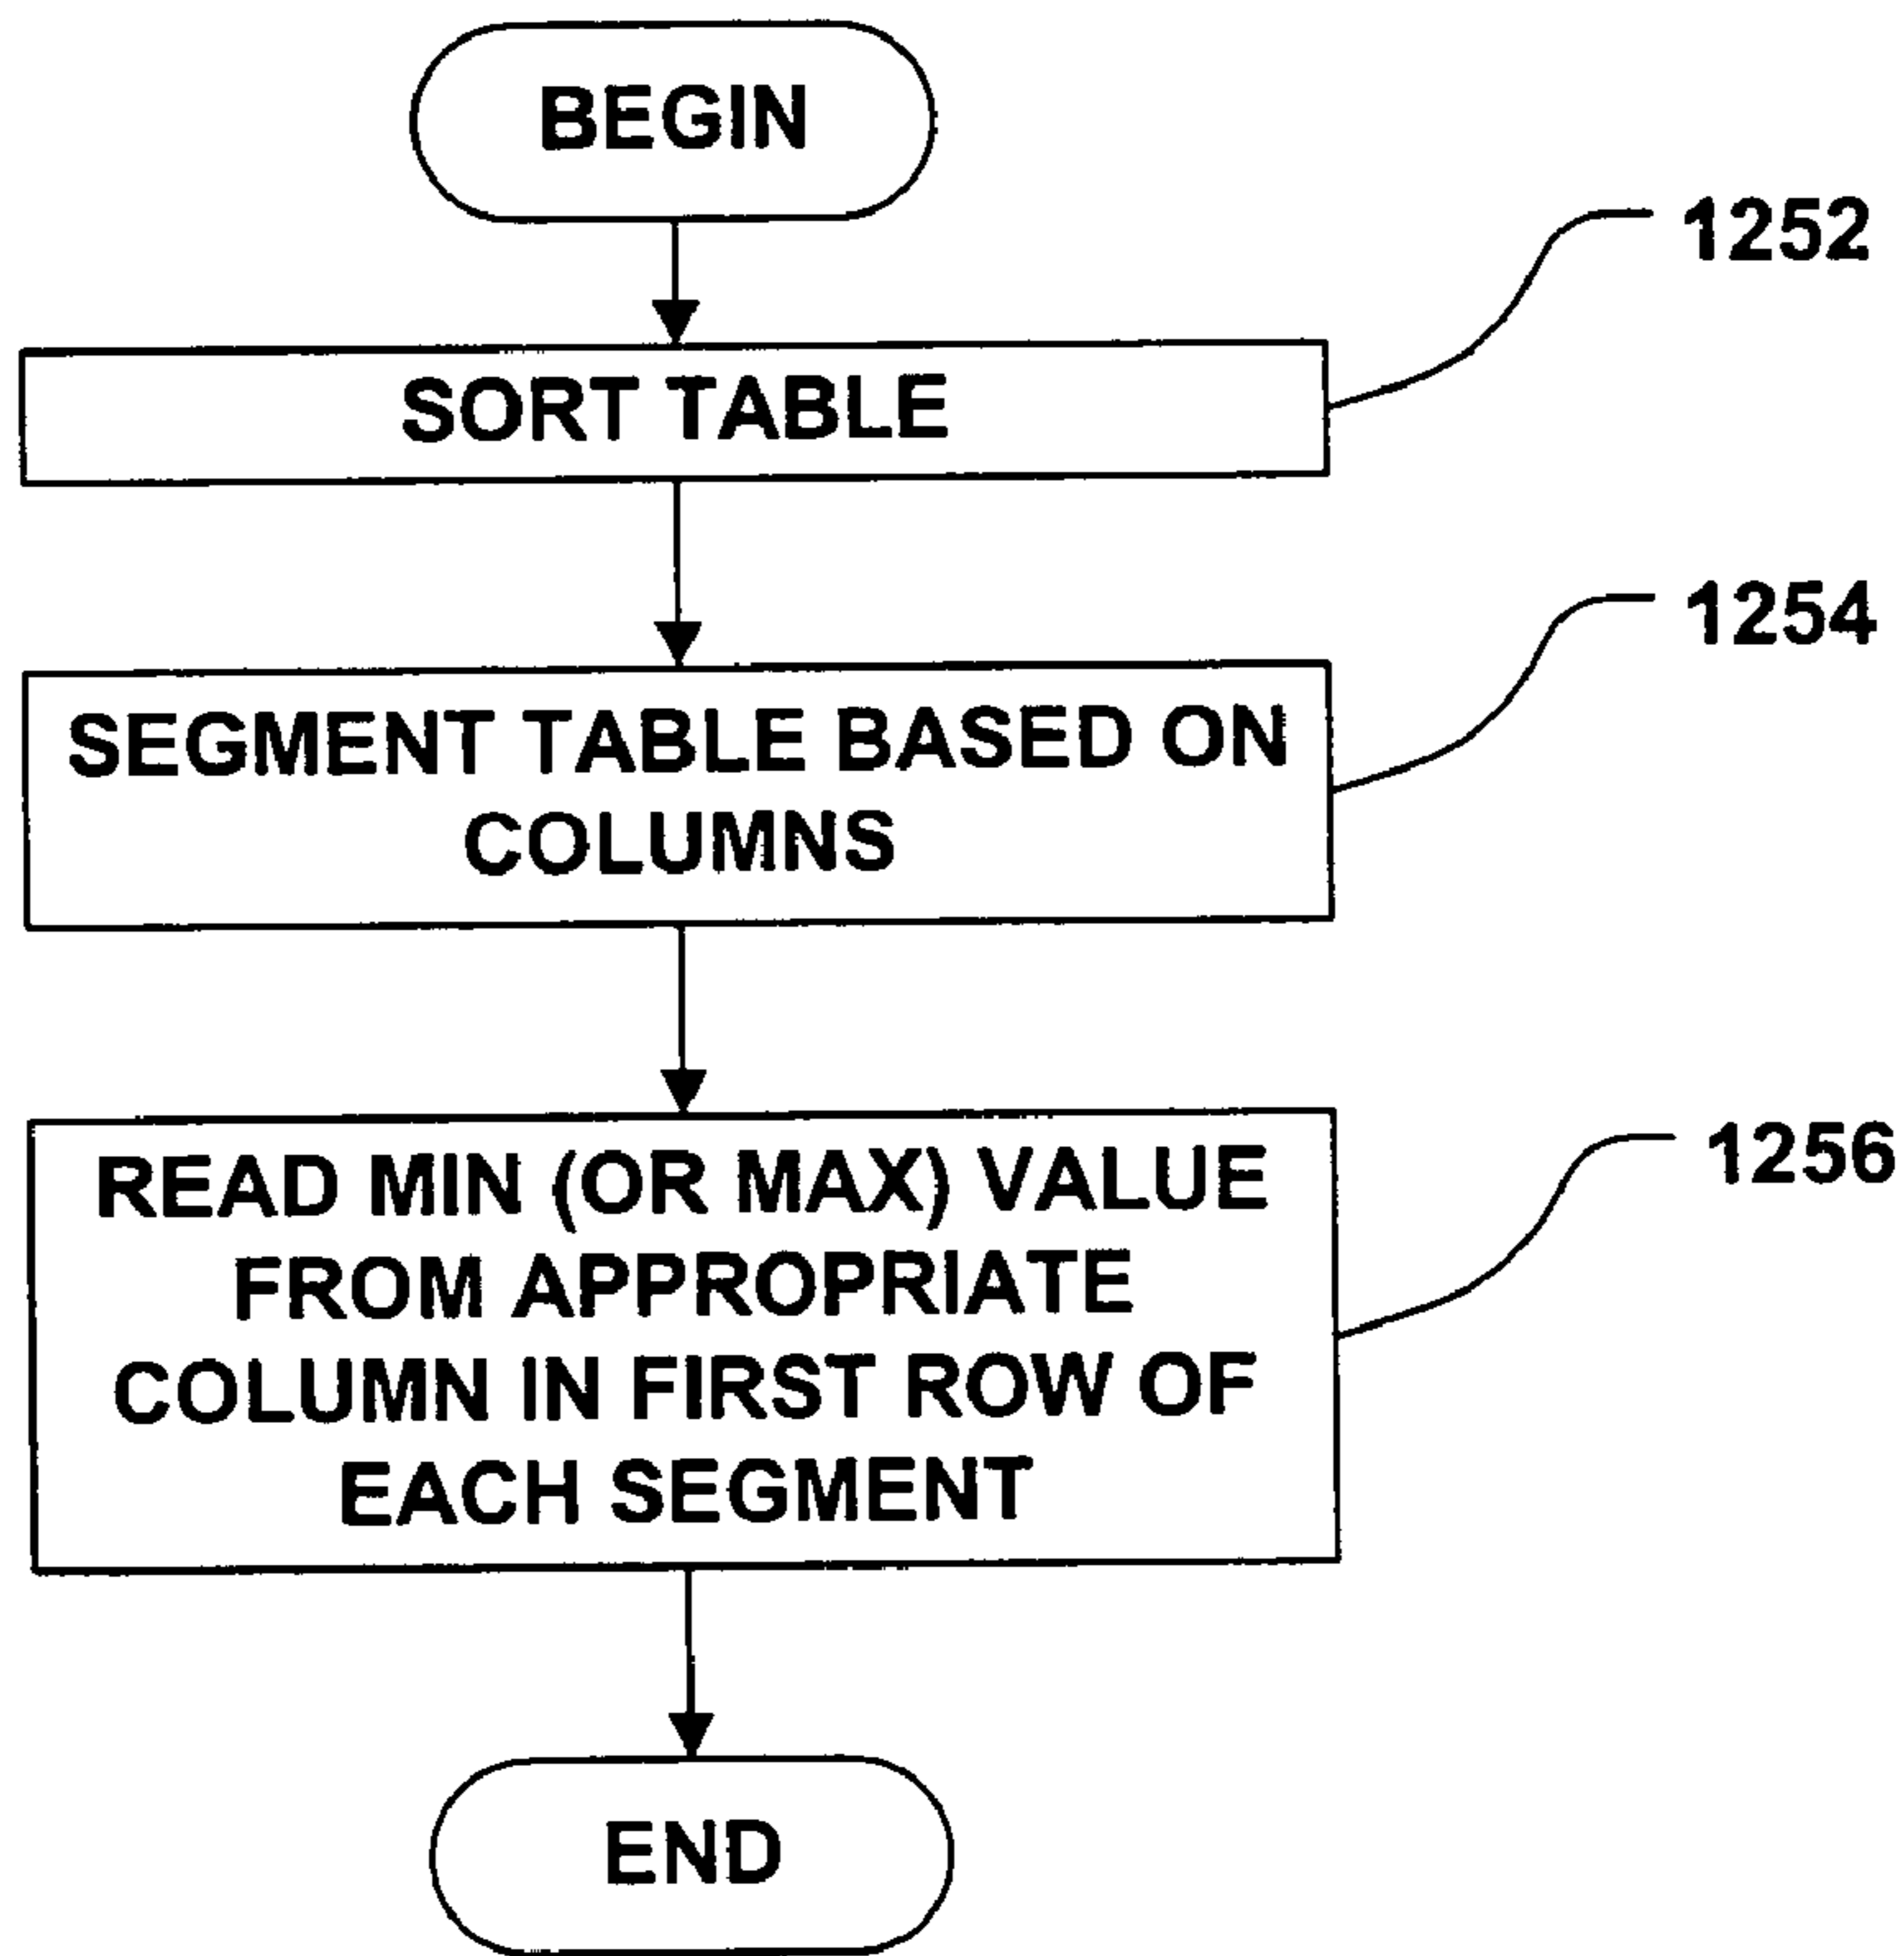 BEGIN
1252
SORT TABLE
1254
SEGMENT TABLE BASED ON
COLUMNS
1256
READ MIN (OR MAX) VALUE
FROM APPROPRIATE
COLUMN IN FIRST ROW OF
EACH SEGMENT
END